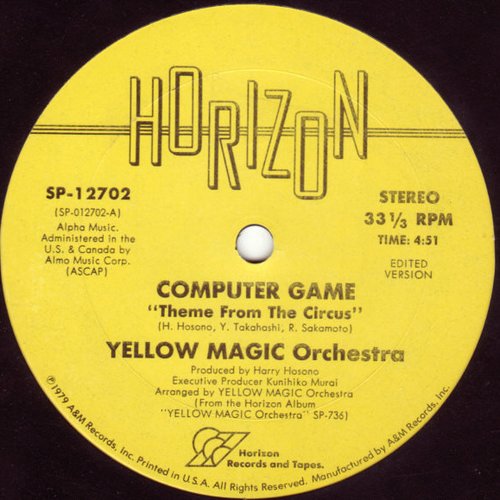 HORIZON
SP-12702
(SP-012702-A)
Alpha Music.
Administered in the
U.S. & Canada by
Almo Music Corp.
(ASCAP)
STEREO
33 1/3 RPM
TIME: 4:51
EDITED
VERSION
COMPUTER GAME
"Theme From The Circus"
(H. Hosono, Y. Takahashi, R. Sakamoto)
YELLOW MAGIC Orchestra
Produced by Harry Hosono
Executive Producer Kunihiko Murai
Arranged by YELLOW MAGIC Orchestra
(From the Horizon Album
"YELLOW MAGIC Orchestra" SP-736)
Horizon
Records and Tapes.
℗1979 A&M Records, Inc. Printed in U.S.A. All Rights Reserved. Manufactured by A&M Records, Inc.